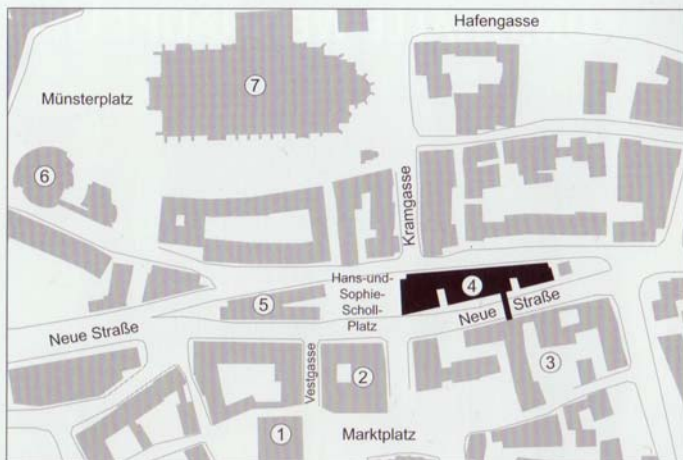 Hafengasse
Münsterplatz
7
6
Kramgasse
Hans-und-
Sophie-
Scholl-
Platz
4
5
Neue Straße
Neue Straße
3
Vestgasse
2
1
Marktplatz